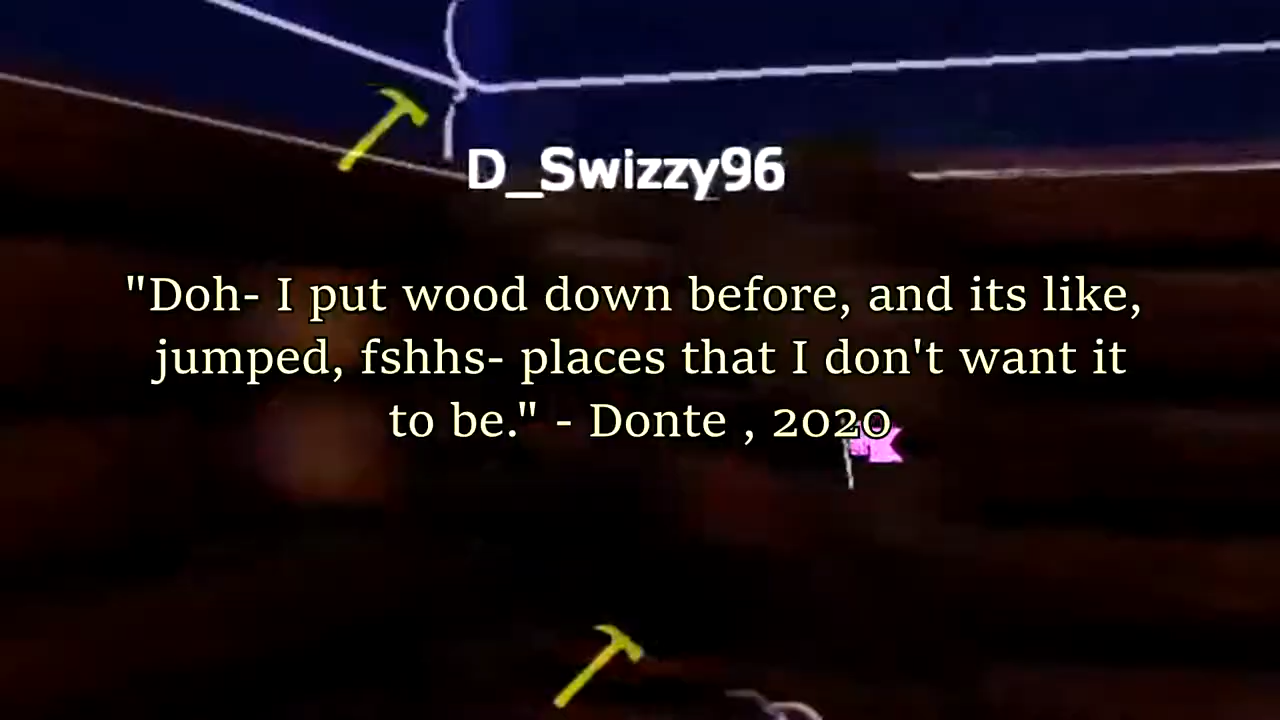 D_Swizzy96
"Doh- I put wood down before, and its like,
jumped, fshhs- places that I don't want it
to be." - Donte , 2020